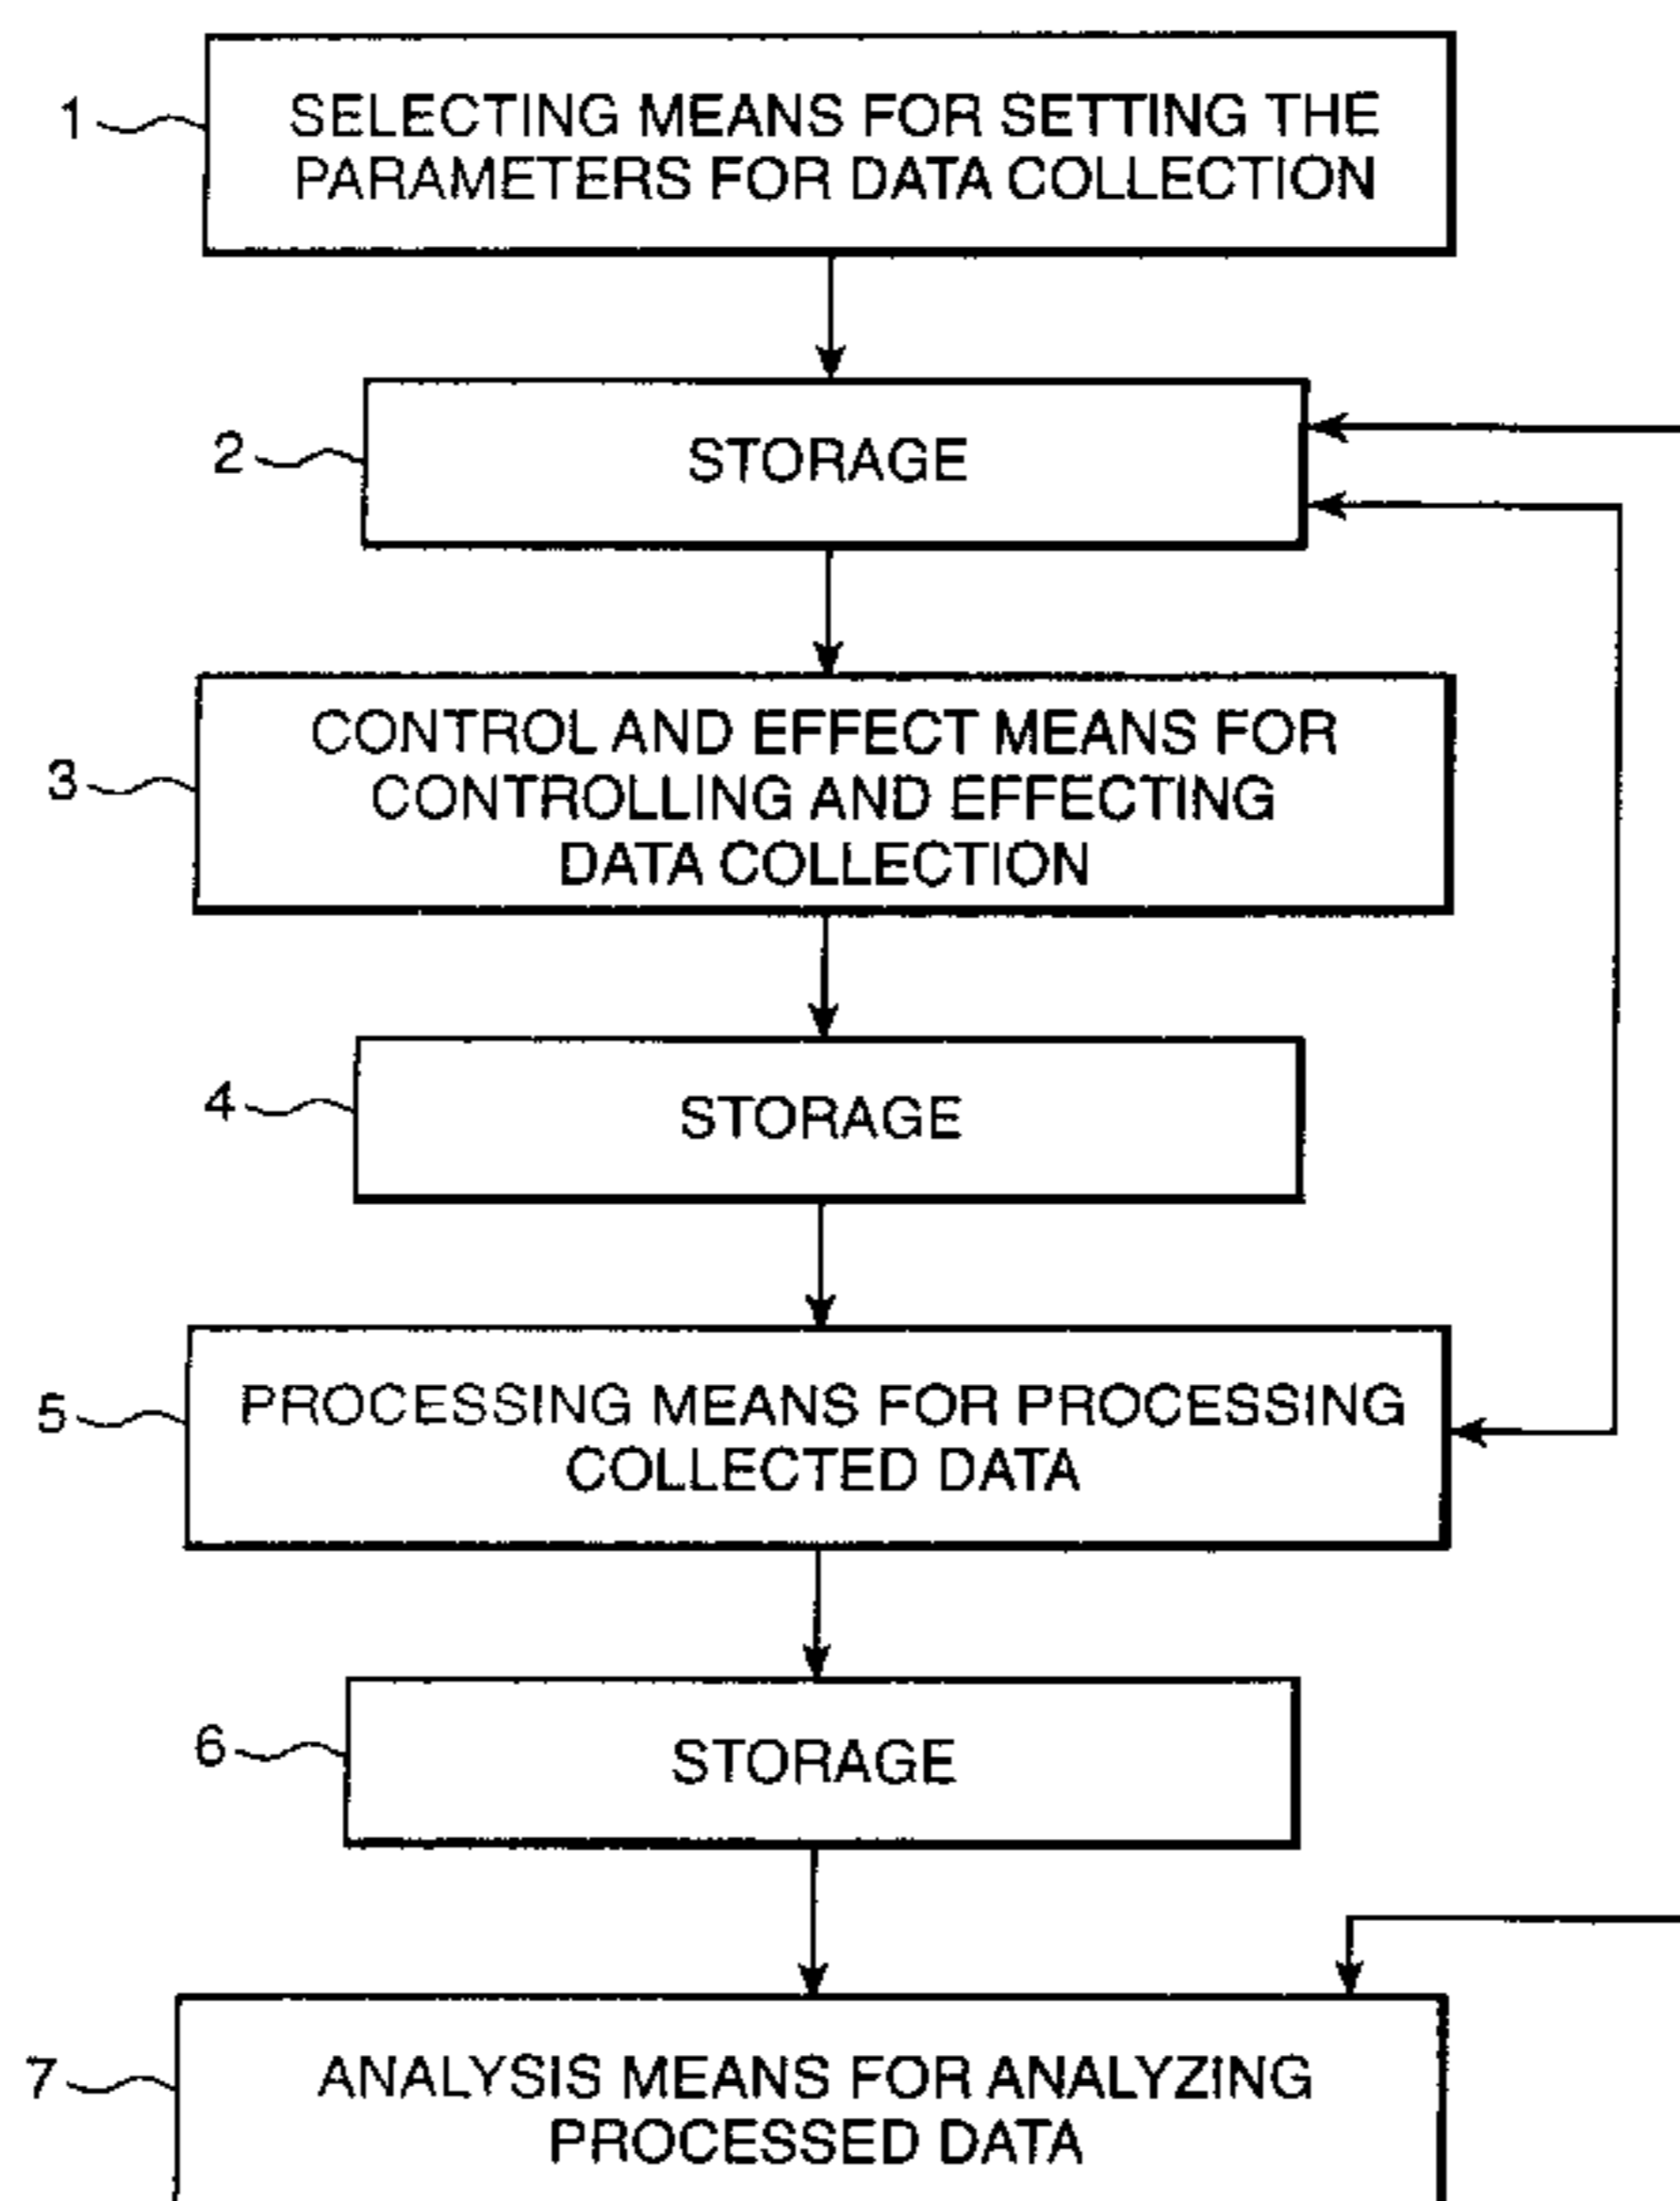 1
SELECTING MEANS FOR SETTING THE
PARAMETERS FOR DATA COLLECTION
2
STORAGE
3
CONTROL AND EFFECT MEANS FOR
CONTROLLING AND EFFECTING
DATA COLLECTION
4
STORAGE
5
PROCESSING MEANS FOR PROCESSING
COLLECTED DATA
6
STORAGE
7
ANALYSIS MEANS FOR ANALYZING
PROCESSED DATA